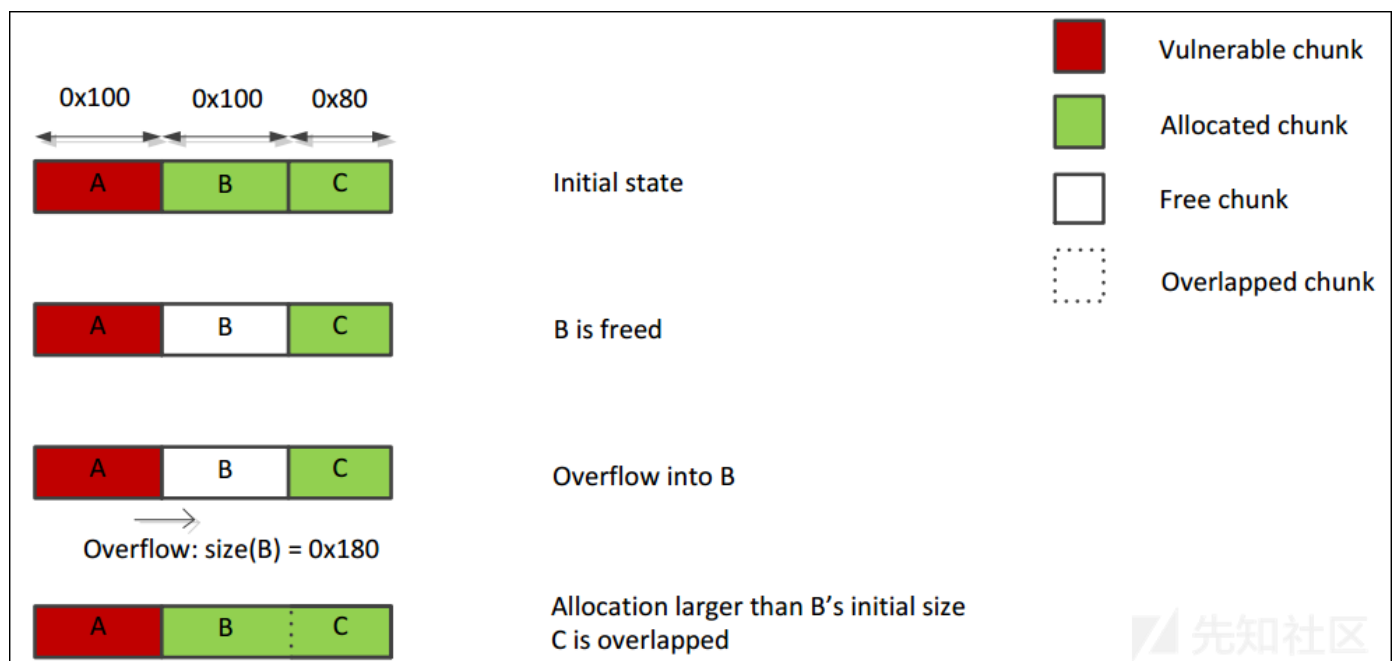 0x100 0x100 0x80
A B C
Initial state
A B C
B is freed
A B C
Overflow into B
Overflow: size(B) = 0x180
A B C
Allocation larger than B’s initial size
C is overlapped
Vulnerable chunk
Allocated chunk
Free chunk
Overlapped chunk
先知社区